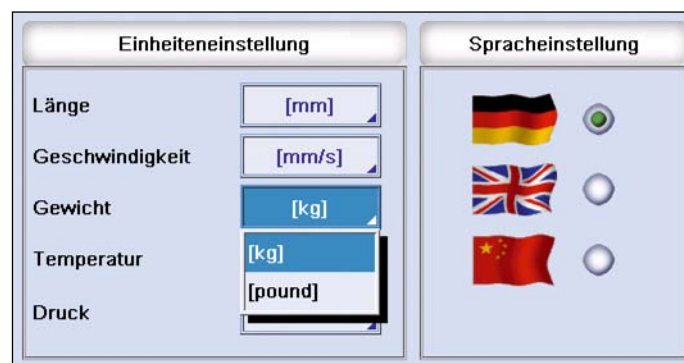 Einheiteneinstellung
Länge [mm]
Geschwindigkeit [mm/s]
Gewicht [kg]
[kg]
Temperatur
[pound]
Druck
Spracheinstellung